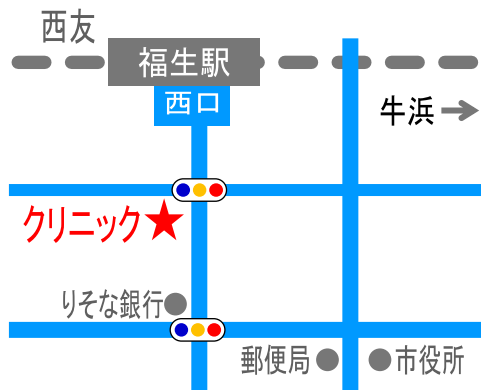 西友
福生駅
西口
牛浜
クリニック
りそな銀行
郵便局
市役所